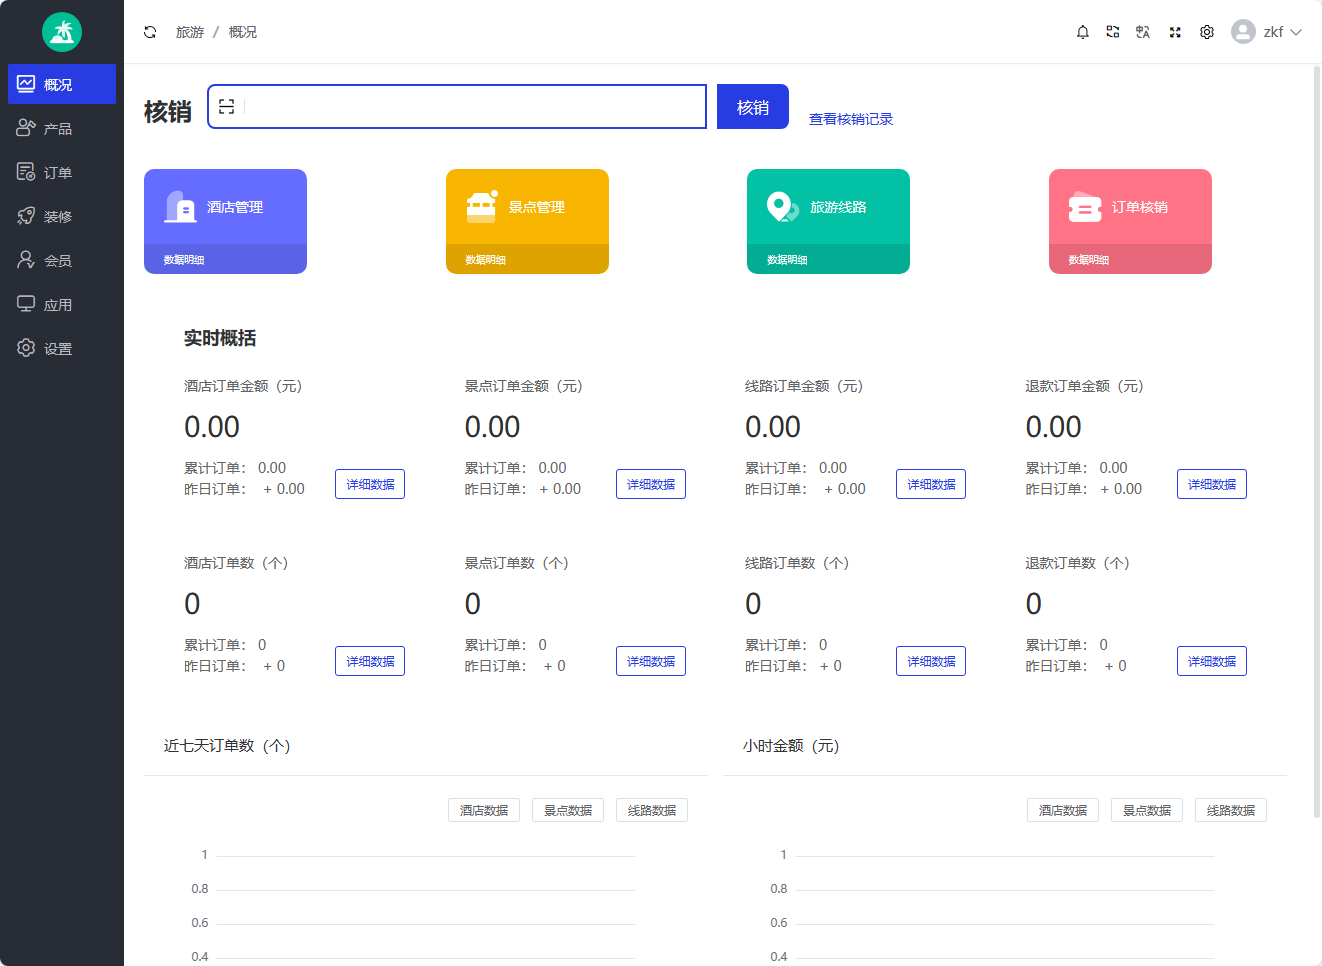 旅游 / 概况
zkf
概况
产品
订单
装修
会员
应用
设置
核销
核销
查看核销记录
酒店管理
数据明细
景点管理
数据明细
旅游线路
数据明细
订单核销
数据明细
实时概括
酒店订单金额（元）
0.00
累计订单： 0.00
昨日订单： + 0.00
详细数据
景点订单金额（元）
0.00
累计订单： 0.00
昨日订单： + 0.00
详细数据
线路订单金额（元）
0.00
累计订单： 0.00
昨日订单： + 0.00
详细数据
退款订单金额（元）
0.00
累计订单： 0.00
昨日订单： + 0.00
详细数据
酒店订单数（个）
0
累计订单： 0
昨日订单： + 0
详细数据
景点订单数（个）
0
累计订单： 0
昨日订单： + 0
详细数据
线路订单数（个）
0
累计订单： 0
昨日订单： + 0
详细数据
退款订单数（个）
0
累计订单： 0
昨日订单： + 0
详细数据
近七天订单数（个）
酒店数据 景点数据 线路数据
1
0.8
0.6
0.4
小时金额（元）
酒店数据 景点数据 线路数据
1
0.8
0.6
0.4